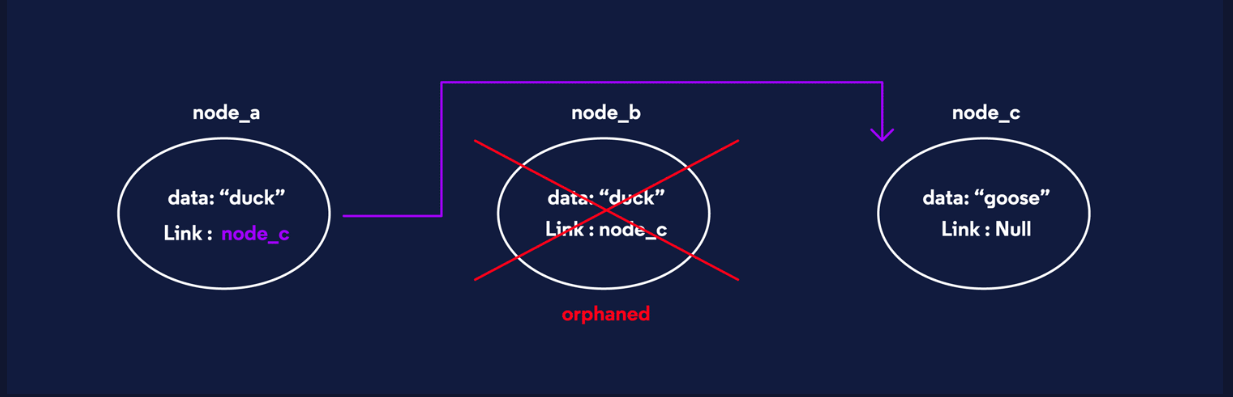 node_a
node_b
node_c
data: “duck”
Link : node_c
data: “duck”
Link : node_c
data: “goose”
Link : Null
orphaned